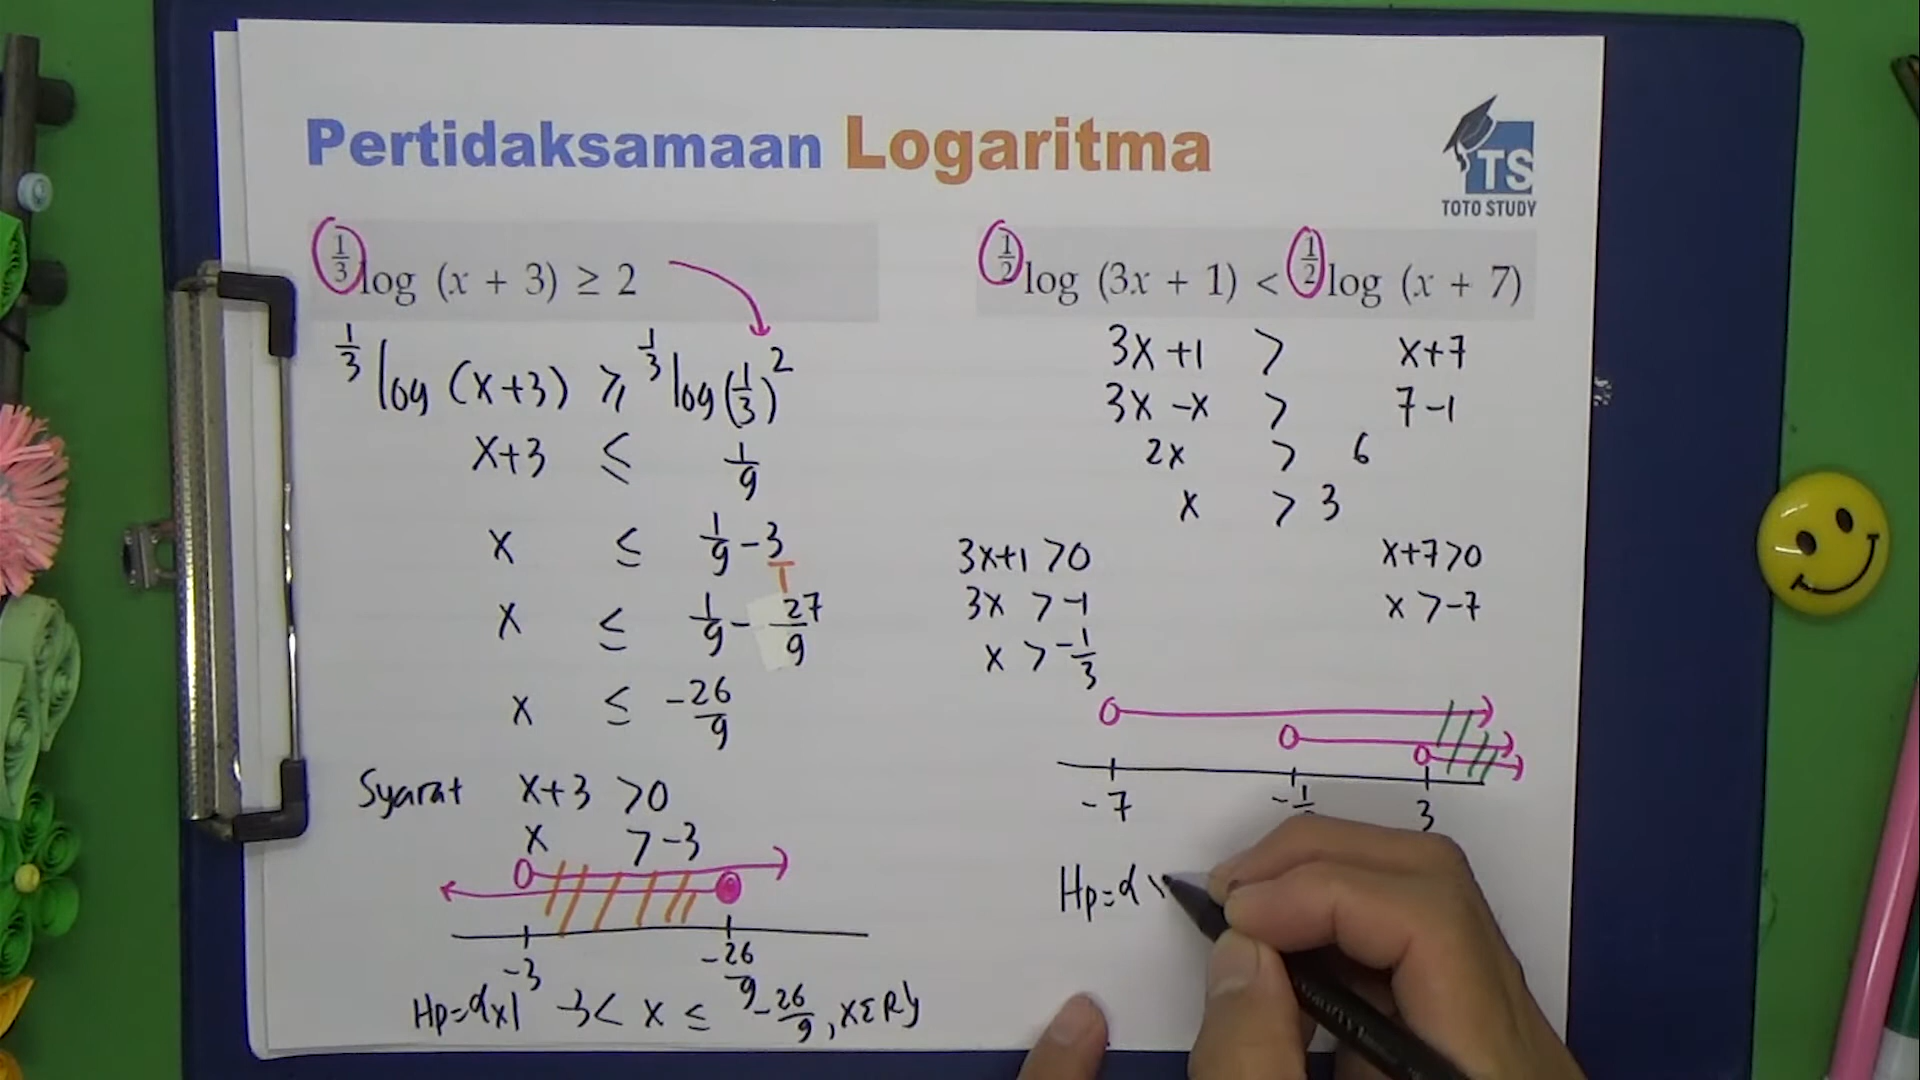 Pertidaksamaan Logaritma
TS
TOTO STUDY
1/3 log (x + 3) ≥ 2
1/3 log (x+3) ≥ 1/3 log (1/3)^2
x+3 ≤ 1/9
x ≤ 1/9 - 3
x ≤ 1/9 - 27/9
x ≤ -26/9
Syarat x+3 >0
x > -3
-3 -26/9
Hp={x| -3 < x ≤ -26/9, xεR}
1/2 log (3x + 1) < 1/2 log (x + 7)
3x +1 > x+7
3x -x > 7-1
2x > 6
x > 3
3x+1 >0 x+7>0
3x > -1 x > -7
x > -1/3
-7 3
Hp={